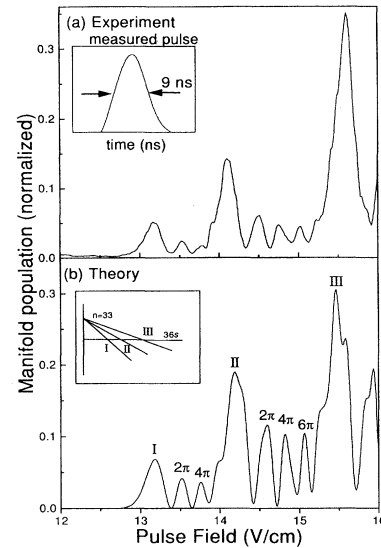 (a) Experiment
measured pulse
9 ns
time (ns)
0.3
0.2
0.1
0.0
Manifold population (normalized)
(b) Theory
n=33
III
36s
I
II
I
2π
4π
II
2π
4π
6π
III
0.3
0.2
0.1
0.0
12
13
14
15
16
Pulse Field (V/cm)